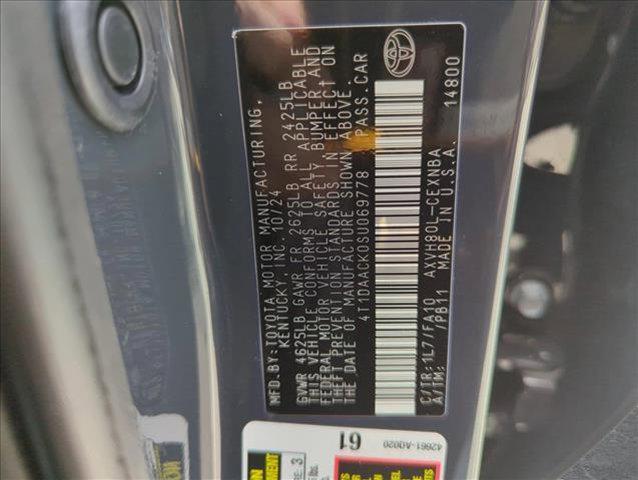 MFD. BY: TOYOTA MOTOR MANUFACTURING,
KENTUCKY, INC. 10/24
GVWR 4625LB GAWR FR 2625LB RR 2425LB
THIS VEHICLE CONFORMS TO ALL APPLICABLE
FEDERAL MOTOR VEHICLE SAFETY BUMPER, AND
THEFT PREVENTION STANDARDS IN EFFECT ON
THE DATE OF MANUFACTURE SHOWN ABOVE.
4T1DAACK0SU069778 PASS. CAR
C/TR: 1L7/FA10 AXVH80L-CEXNBA
A/TM: /PB11 MADE IN U.S.A. 14800
61
42661-
3